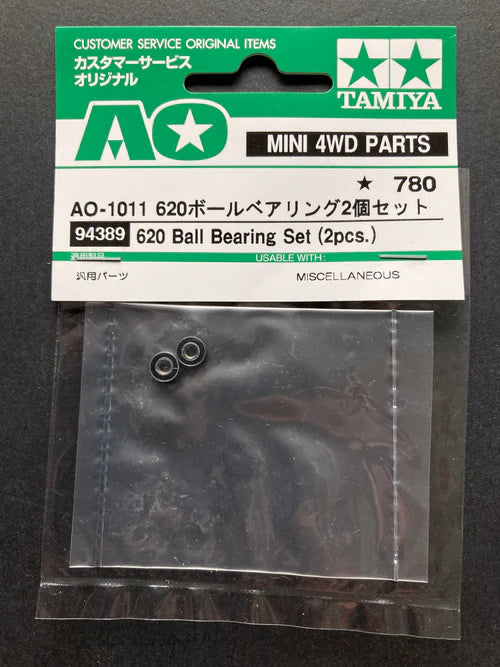 CUSTOMER SERVICE ORIGINAL ITEMS
カスタマーサービス
オリジナル
TAMIYA
AO
MINI 4WD PARTS
★ 780
AO-1011 620ボールベアリング2個セット
94389 620 Ball Bearing Set (2pcs.)
適用製品 USABLE WITH:
汎用パーツ MISCELLANEOUS